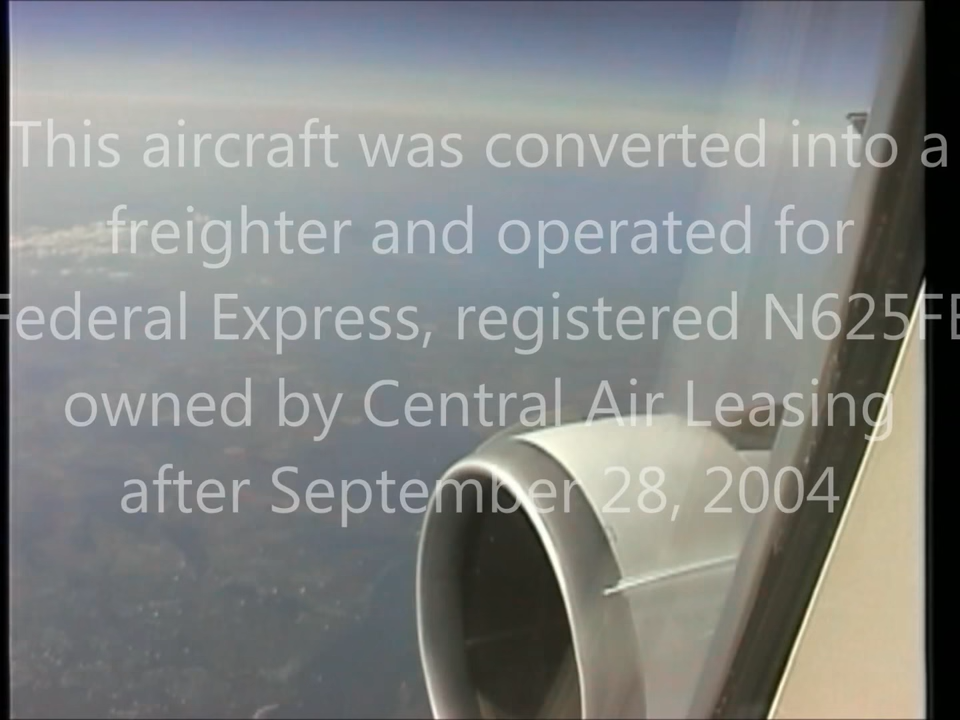 This aircraft was converted into a
freighter and operated for
Federal Express, registered N625FE
owned by Central Air Leasing
after September 28, 2004